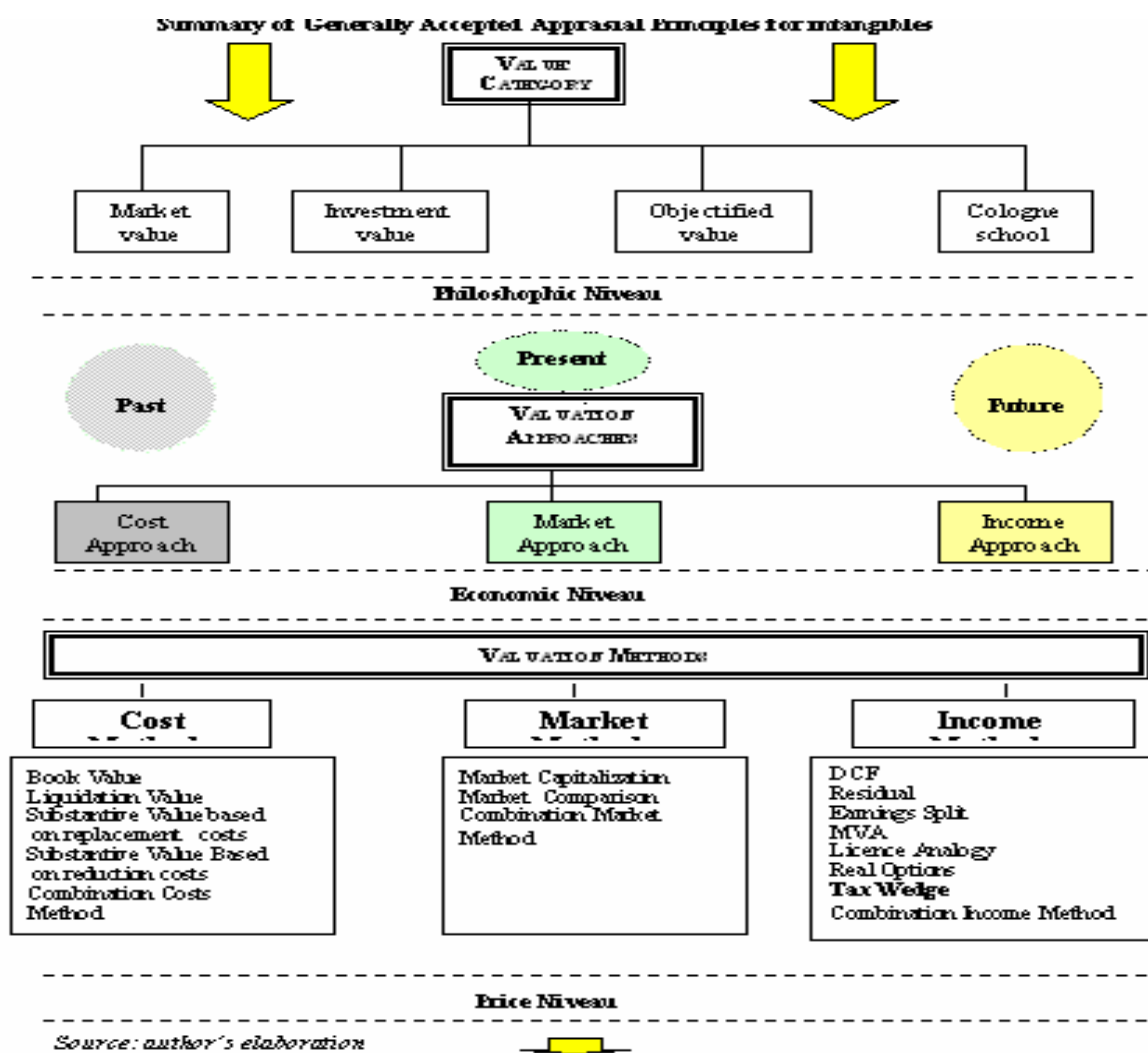 Summary of Generally Accepted Apprasial Principles for intangibles
VALUE
CATEGORY
Market
value
Investment
value
Objectified
value
Cologne
school
Philoshophic Niveau
Past
Present
Future
VALUATION
APPROACHES
Cost
Approach
Market
Approach
Income
Approach
Economic Niveau
VALUATION METHODS
Cost
Market
Income
Book Value
Liquidation Value
Substantive Value based
on replacement costs
Substantive Value Based
on reduction costs
Combination Costs
Method
Market Capitalization
Market Comparison
Combination Market
Method
DCF
Residual
Earnings Split
MVA
Licence Analogy
Real Options
Tax Wedge
Combination Income Method
Price Niveau
Source: author's elaboration